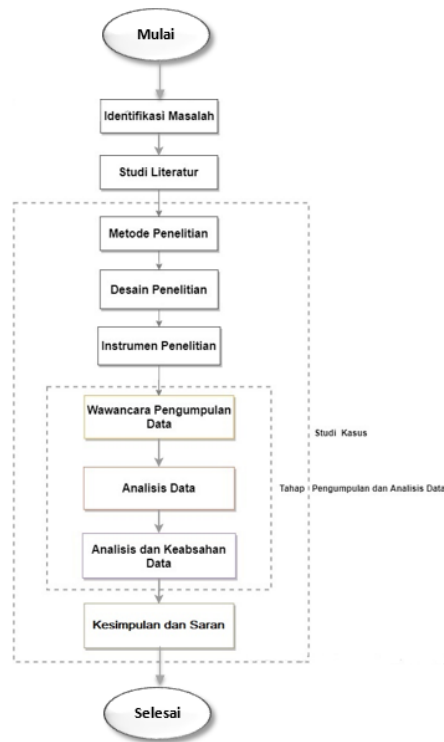 Mulai
Identifikasi Masalah
Studi Literatur
Metode Penelitian
Desain Penelitian
Instrumen Penelitian
Wawancara Pengumpulan
Data
Analisis Data
Analisis dan Keabsahan
Data
Kesimpulan dan Saran
Selesai
Studi Kasus
Tahap Pengumpulan dan Analisis Data